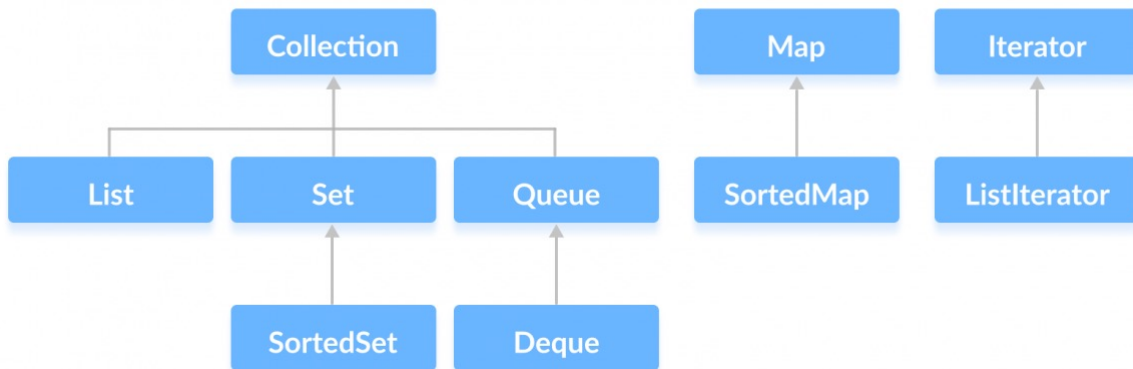 Collection
Map
Iterator
List
Set
Queue
SortedMap
ListIterator
SortedSet
Deque